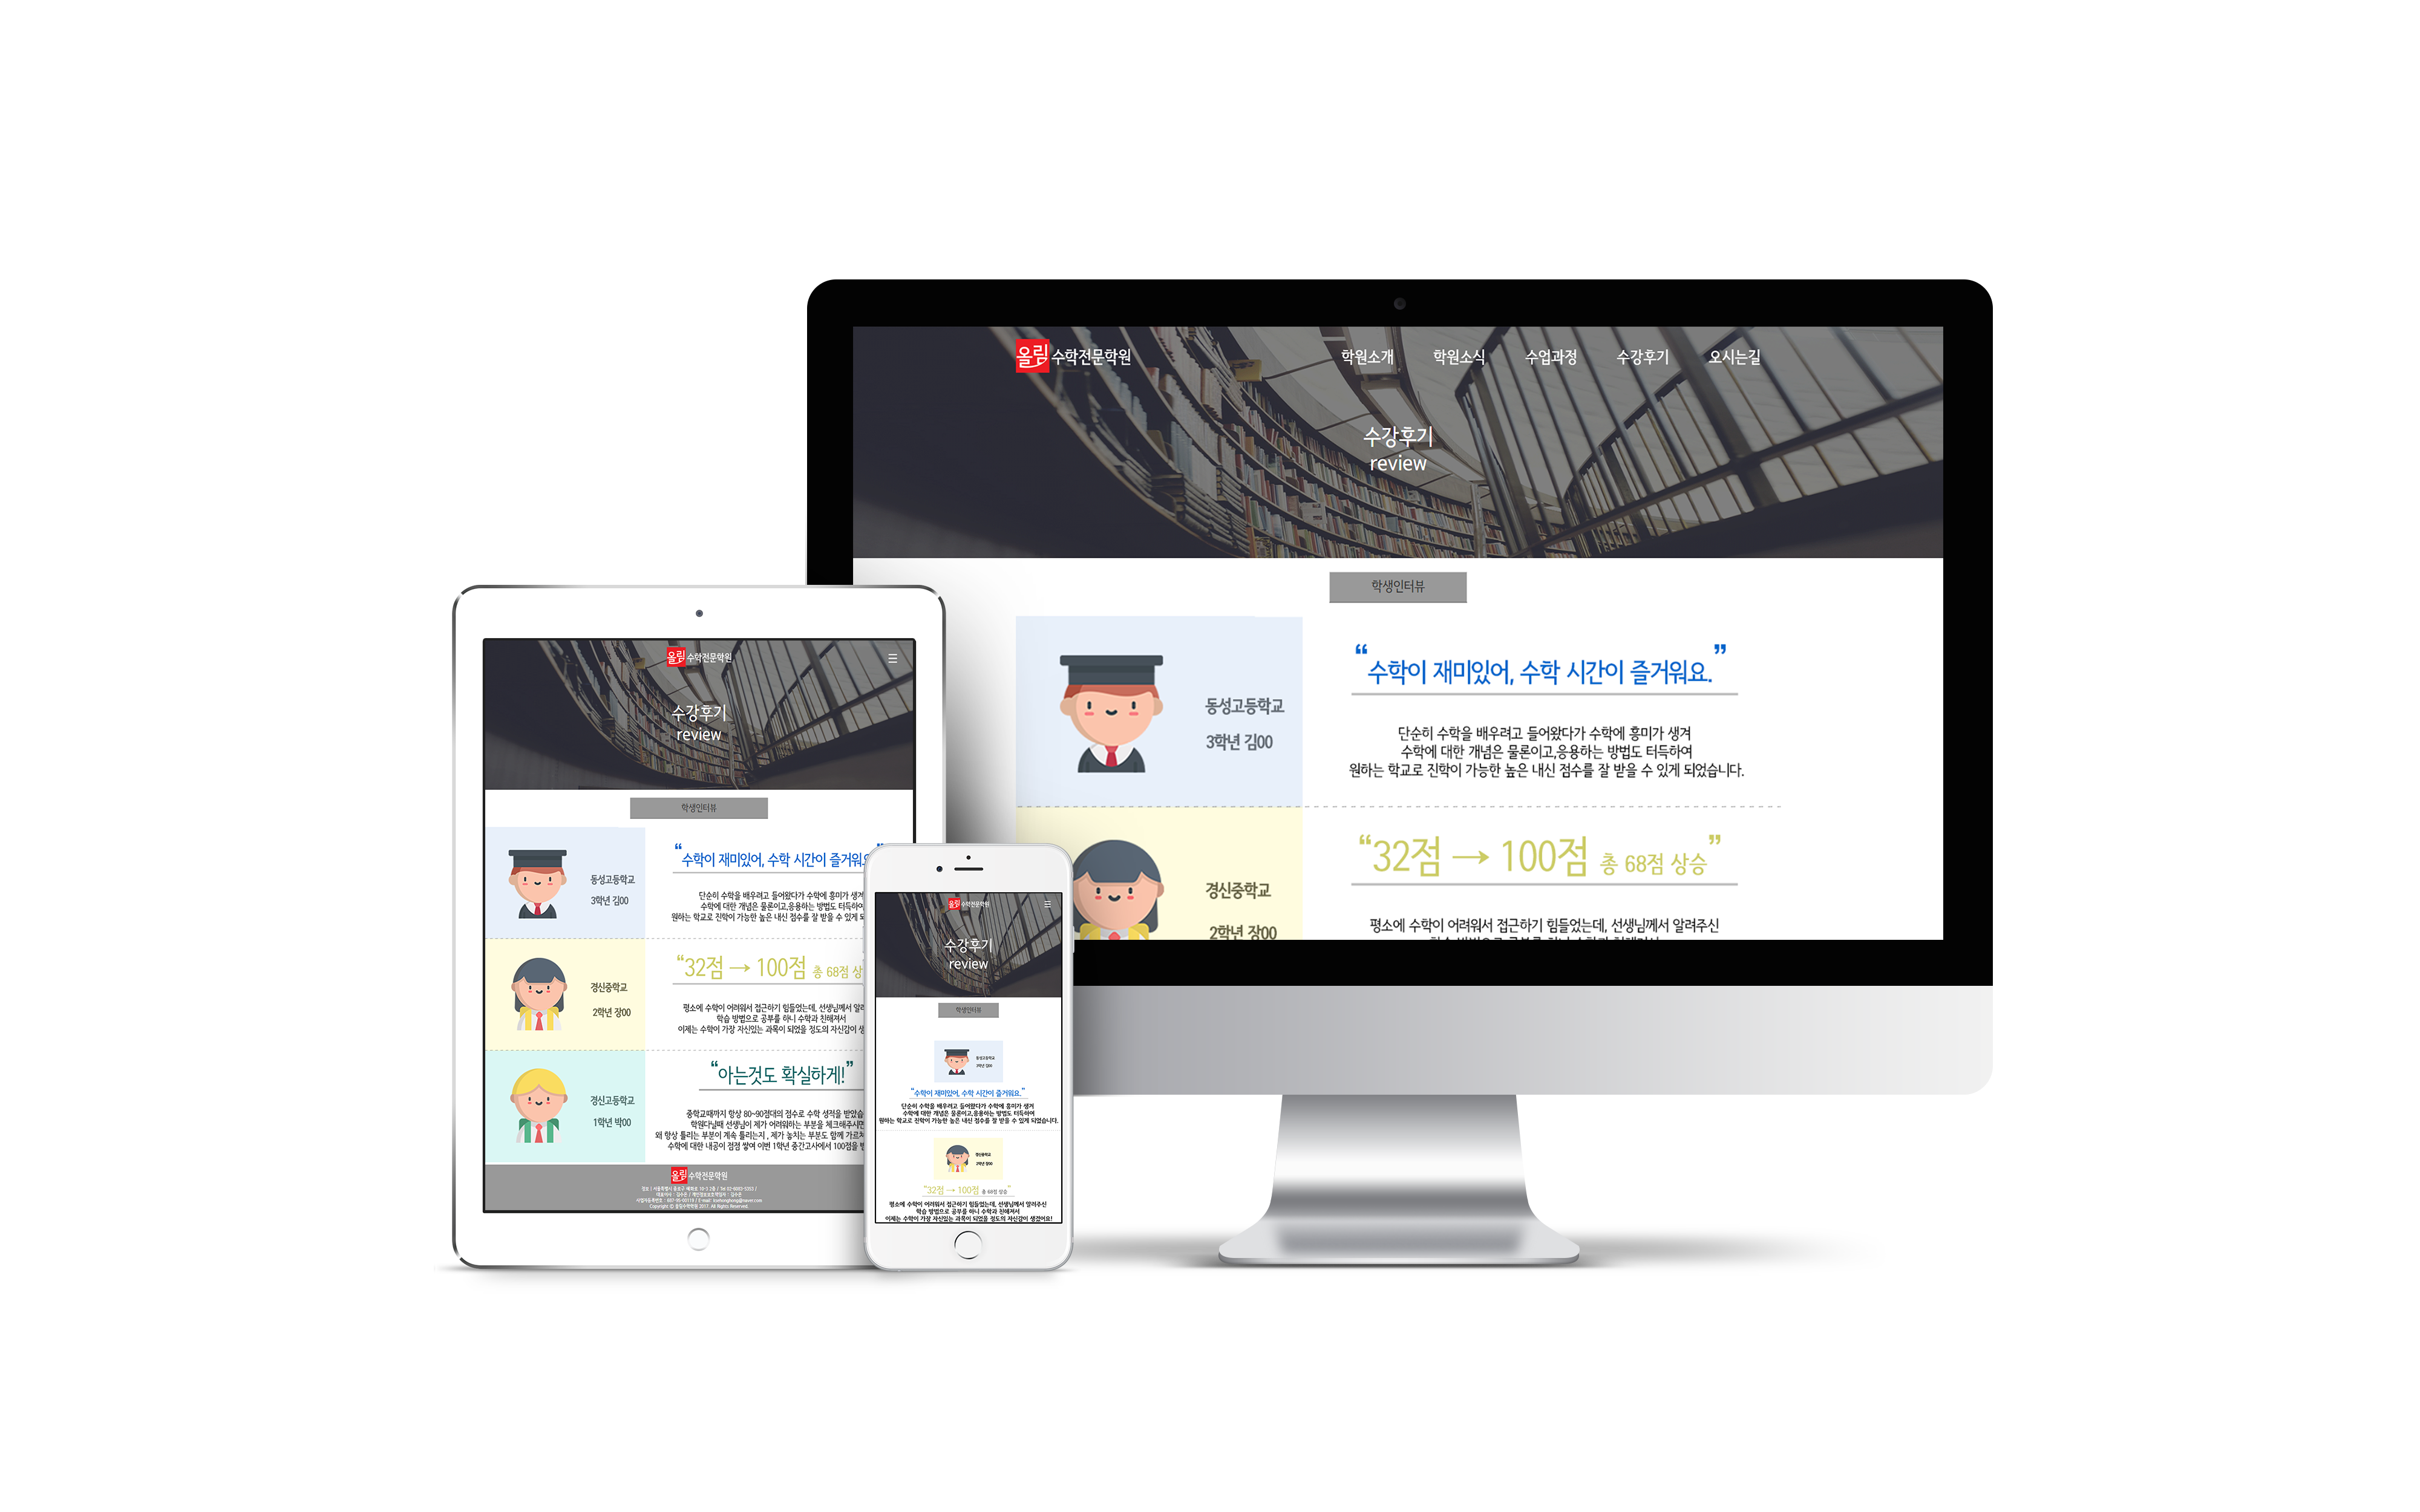 올림 수학전문학원
학원소개 학원소식 수업과정 수강후기 오시는길
수강후기
review
학생인터뷰
동성고등학교
3학년 김00
“수학이 재미있어, 수학 시간이 즐거워요.”
단순히 수학을 배우려고 들어왔다가 수학에 흥미가 생겨
수학에 대한 개념은 물론이고,응용하는 방법도 터득하여
원하는 학교로 진학이 가능한 높은 내신 점수를 잘 받을 수 있게 되었습니다.
경신중학교
2학년 장00
“32점 → 100점 총 68점 상승”
평소에 수학이 어려워서 접근하기 힘들었는데, 선생님께서 알려주신
올림 수학전문학원
수강후기
review
학생인터뷰
동성고등학교
3학년 김00
“수학이 재미있어, 수학 시간이 즐거워
단순히 수학을 배우려고 들어왔다가 수학에 흥미가 생겨
수학에 대한 개념은 물론이고,응용하는 방법도 터득하여
원하는 학교로 진학이 가능한 높은 내신 점수를 잘 받을 수 있게
경신중학교
2학년 장00
“32점 → 100점 총 68점 상
평소에 수학이 어려워서 접근하기 힘들었는데, 선생님께서
학습 방법으로 공부를 하니 수학과 친해져서
이제는 수학이 가장 자신있는 과목이 되었을 정도의 자신감이
경신고등학교
1학년 박00
“아는것도 확실하게!”
중학교때까지 항상 80~90점대의 점수로 수학 성적을 받았습
학원다닐때 선생님이 제가 어려워하는 부분을 체크해주시면
왜 항상 틀리는 부분이 계속 틀리는지 , 제가 놓치는 부분도 함께
수학에 대한 내공이 점점 쌓여 이번 1학년 중간고사에서 100점을
올림 수학전문학원
Copyright ⓒ 올림수학학원 2017. All Rights Reserved.
올림 수학전문학원
수강후기
review
학생인터뷰
동성고등학교
3학년 김00
“수학이 재미있어, 수학 시간이 즐거워요.”
단순히 수학을 배우려고 들어왔다가 수학에 흥미가 생겨
수학에 대한 개념은 물론이고,응용하는 방법도 터득하여
원하는 학교로 진학이 가능한 높은 내신 점수를 잘 받을 수 있게 되었습니다.
경신중학교
2학년 장00
“32점 → 100점 총 68점 상승”
평소에 수학이 어려워서 접근하기 힘들었는데, 선생님께서 알려주신
학습 방법으로 공부를 하니 수학과 친해져서
이제는 수학이 가장 자신있는 과목이 되었을 정도의 자신감이 생겼어요!